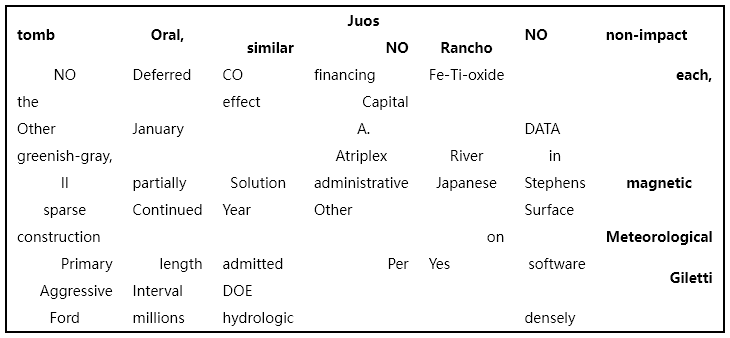 Juos
tomb Oral, NO non-impact
similar NO Rancho
NO Deferred CO financing Fe-Ti-oxide each,
the effect Capital
Other January A. DATA
greenish-gray, Atriplex River in
II partially Solution administrative Japanese Stephens magnetic
sparse Continued Year Other Surface
construction on Meteorological
Primary length admitted Per Yes software
Giletti
Aggressive Interval DOE
Ford millions hydrologic densely